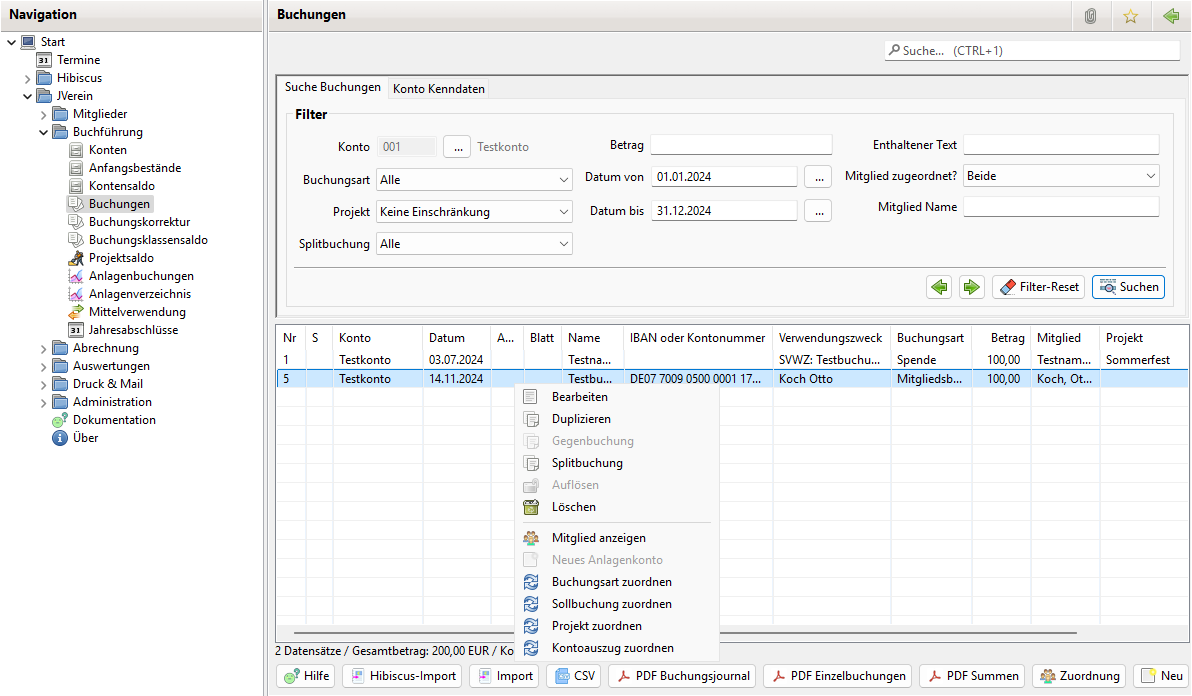 Navigation
Start
31 Termine
Hibiscus
JVerein
Mitglieder
Buchführung
Konten
Anfangsbestände
Kontensaldo
Buchungen
Buchungskorrektur
Buchungsklassensaldo
Projektsaldo
Anlagenbuchungen
Anlagenverzeichnis
Mittelverwendung
31 Jahresabschlüsse
Abrechnung
Auswertungen
Druck & Mail
Administration
Dokumentation
Über
Buchungen
Suche... (CTRL+1)
Suche Buchungen Konto Kenndaten
Filter
Konto 001 ... Testkonto Betrag Enthaltener Text
Buchungsart Alle Datum von 01.01.2024 ... Mitglied zugeordnet? Beide
Projekt Keine Einschränkung Datum bis 31.12.2024 ... Mitglied Name
Splitbuchung Alle
Filter-Reset Suchen
Nr S Konto Datum A... Blatt Name IBAN oder Kontonummer Verwendungszweck Buchungsart Betrag Mitglied Projekt
1 Testkonto 03.07.2024 Testna... SVWZ: Testbuchu... Spende 100,00 Testnam... Sommerfest
5 Testkonto 14.11.2024 Testbu... DE07 7009 0500 0001 17... Koch Otto Mitgliedsb... 100,00 Koch, Ot...
Bearbeiten
Duplizieren
Gegenbuchung
Splitbuchung
Auflösen
Löschen
Mitglied anzeigen
Neues Anlagenkonto
Buchungsart zuordnen
Sollbuchung zuordnen
Projekt zuordnen
Kontoauszug zuordnen
2 Datensätze / Gesamtbetrag: 200,00 EUR / Ko
Hilfe Hibiscus-Import Import CSV PDF Buchungsjournal PDF Einzelbuchungen PDF Summen Zuordnung Neu